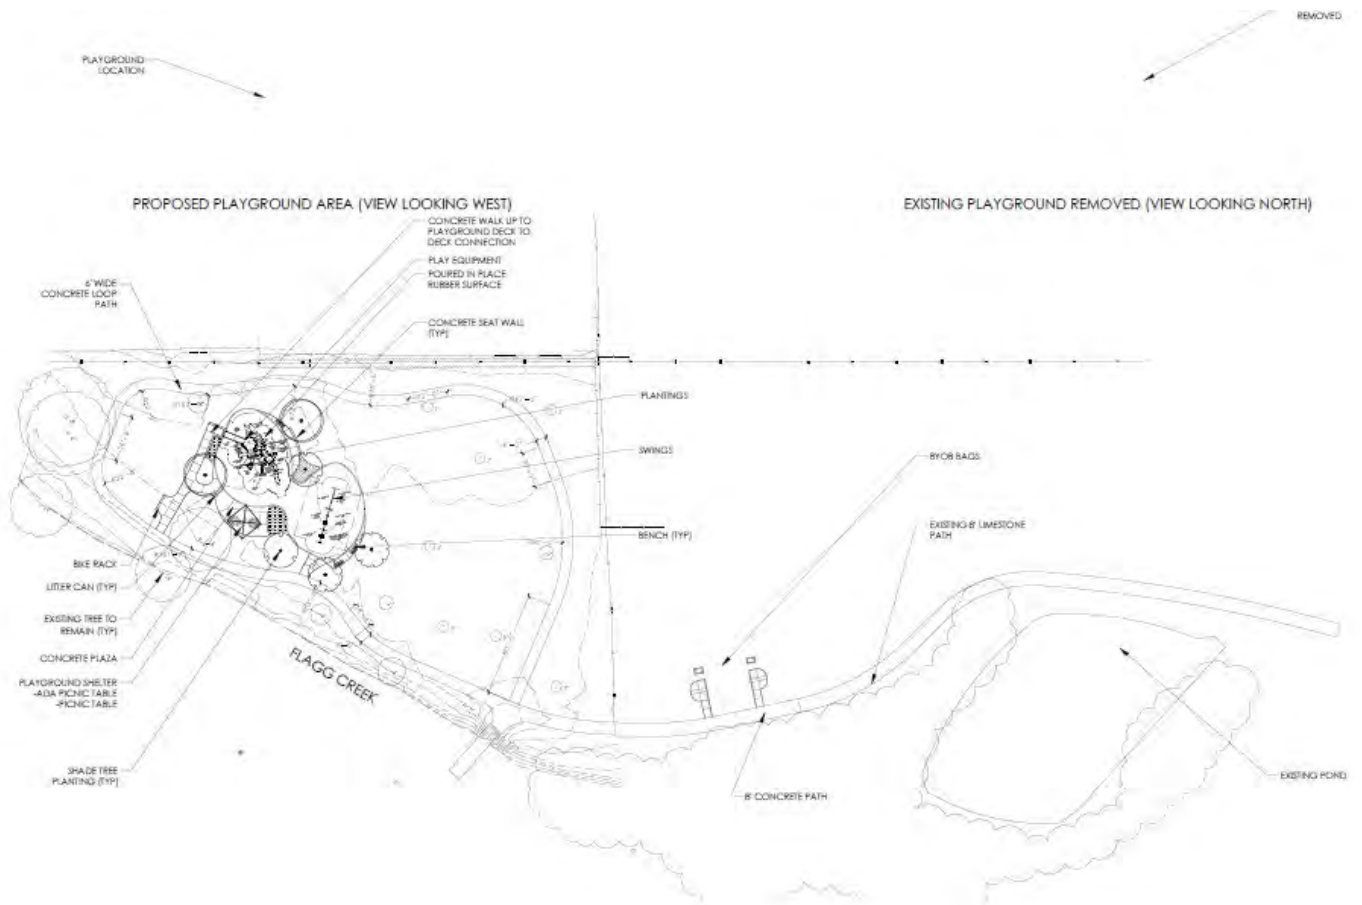 REMOVED
PLAYGROUND
LOCATION
PROPOSED PLAYGROUND AREA (VIEW LOOKING WEST)
EXISTING PLAYGROUND REMOVED (VIEW LOOKING NORTH)
CONCRETE WALK UP TO
PLAYGROUND DECK TO
DECK CONNECTION
PLAY EQUIPMENT
POURED IN PLACE
RUBBER SURFACE
6' WIDE
CONCRETE LOOP
PATH
CONCRETE SEAT WALL
(TYP)
PLANTINGS
SWINGS
BYOB BAGS
EXISTING 8' LIMESTONE
PATH
BENCH (TYP)
BIKE RACK
LITTER CAN (TYP)
EXISTING TREE TO
REMAIN (TYP)
CONCRETE PLAZA
PLAYGROUND SHELTER
-ADA PICNIC TABLE
-PICNIC TABLE
FLAGG CREEK
SHADE TREE
PLANTING (TYP)
8' CONCRETE PATH
EXISTING POND